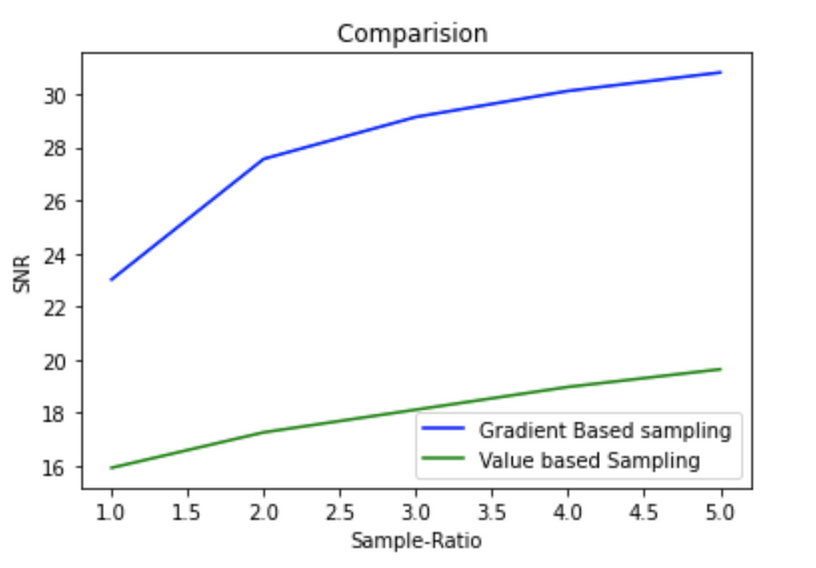 Comparision
30
28
26
24
22
20
18
16
SNR
Gradient Based sampling
Value based Sampling
1.0 1.5 2.0 2.5 3.0 3.5 4.0 4.5 5.0
Sample-Ratio